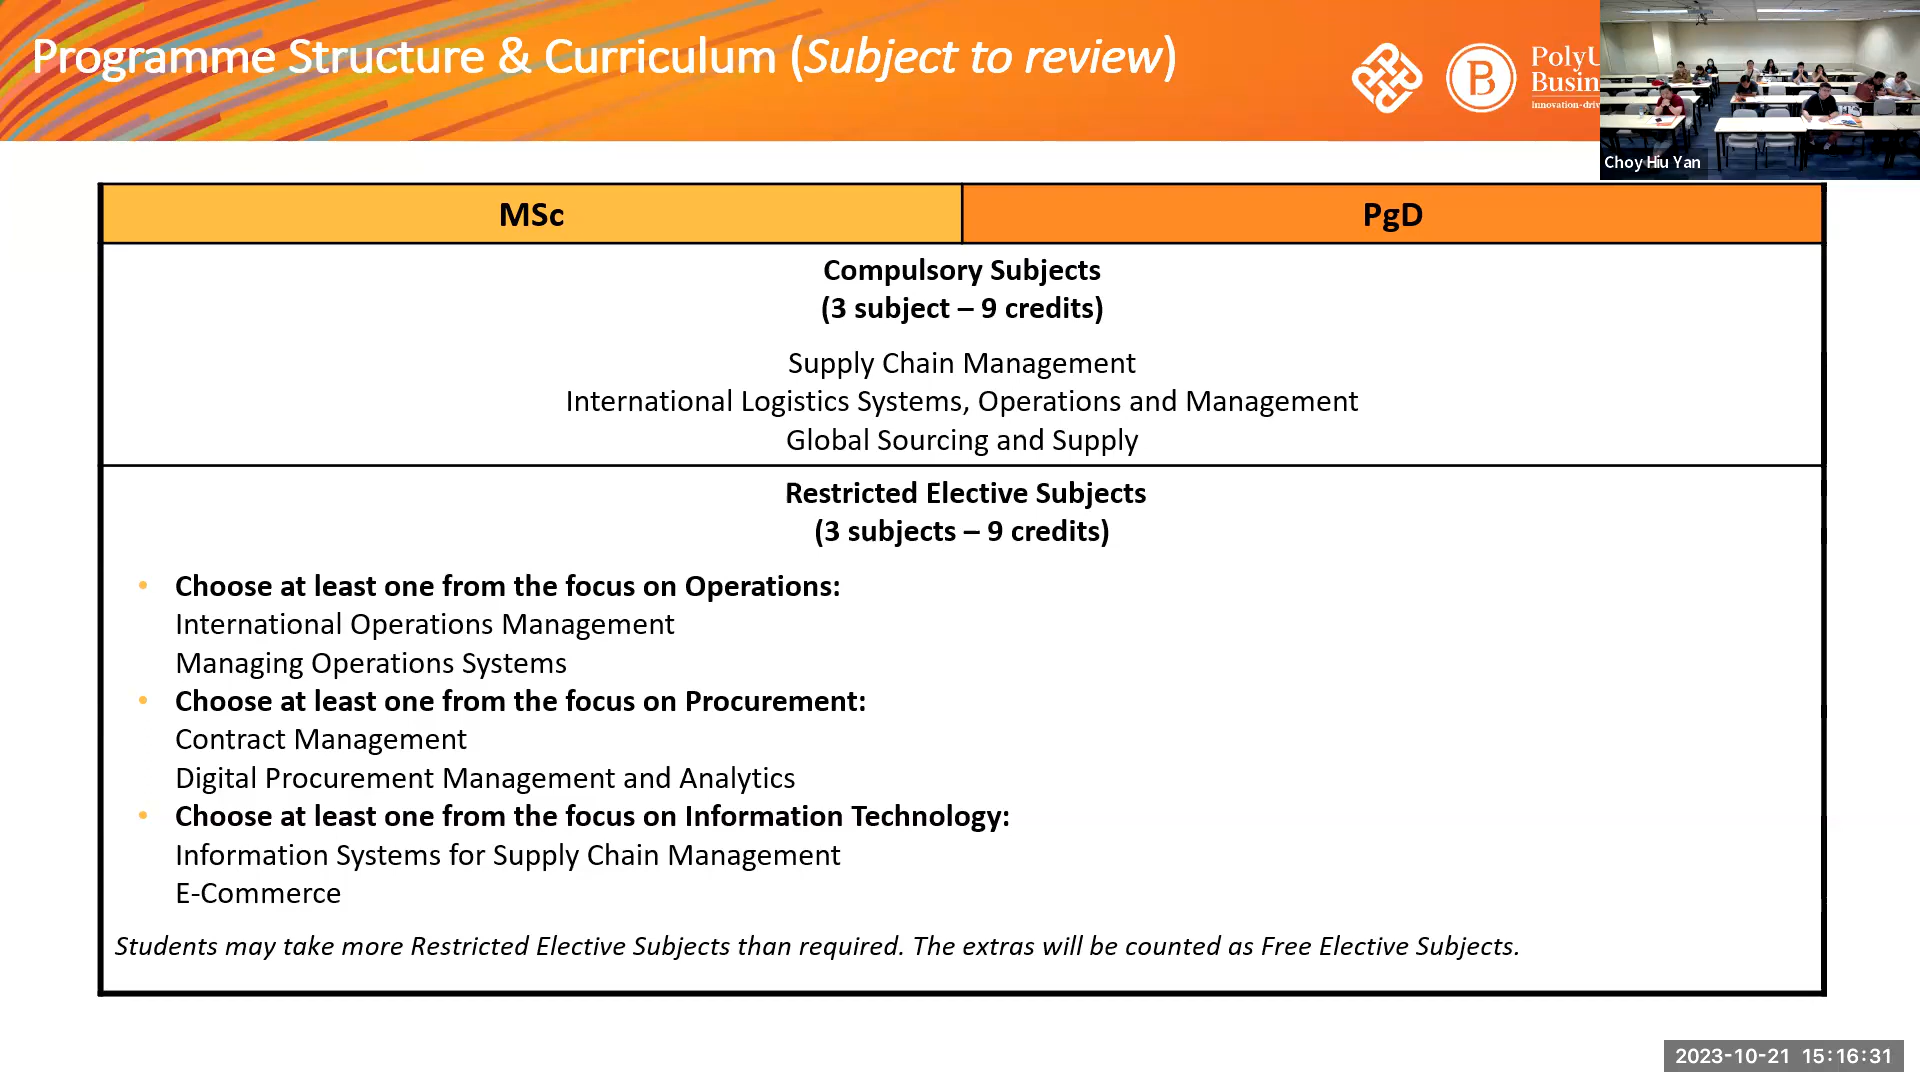 Programme Structure & Curriculum (Subject to review)
PolyU
Busin
innovation-driv
Choy Hiu Yan
MSc
PgD
Compulsory Subjects
(3 subject – 9 credits)
Supply Chain Management
International Logistics Systems, Operations and Management
Global Sourcing and Supply
Restricted Elective Subjects
(3 subjects – 9 credits)
• Choose at least one from the focus on Operations:
International Operations Management
Managing Operations Systems
• Choose at least one from the focus on Procurement:
Contract Management
Digital Procurement Management and Analytics
• Choose at least one from the focus on Information Technology:
Information Systems for Supply Chain Management
E-Commerce
Students may take more Restricted Elective Subjects than required. The extras will be counted as Free Elective Subjects.
2023-10-21 15:16:31